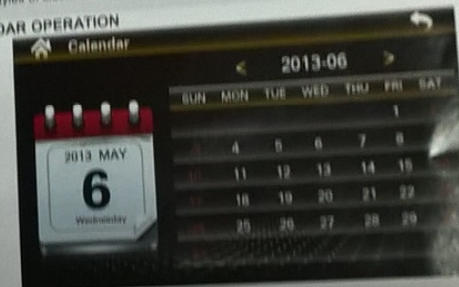 DAR OPERATION
Calendar
< 2013-06 >
SUN MON TUE WED THU FRI SAT
1
4 5 6 7 8
11 12 13 14 15
18 19 20 21 22
25 26 27 28 29
2013 MAY
6
Wednesday